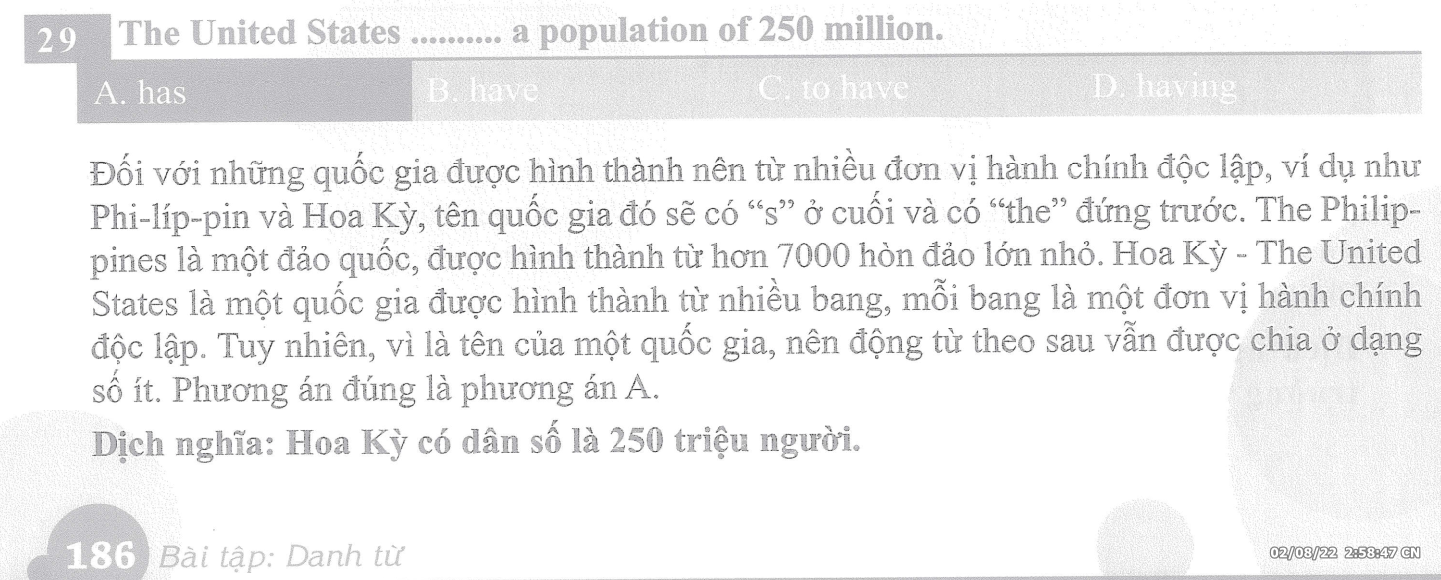 29 The United States .......... a population of 250 million.
A. has B. have C. to have D. having
Đối với những quốc gia được hình thành nên từ nhiều đơn vị hành chính độc lập, ví dụ như
Phi-líp-pin và Hoa Kỳ, tên quốc gia đó sẽ có “s” ở cuối và có “the” đứng trước. The Philip-
pines là một đảo quốc, được hình thành từ hơn 7000 hòn đảo lớn nhỏ. Hoa Kỳ - The United
States là một quốc gia được hình thành từ nhiều bang, mỗi bang là một đơn vị hành chính
độc lập. Tuy nhiên, vì là tên của một quốc gia, nên động từ theo sau vẫn được chia ở dạng
số ít. Phương án đúng là phương án A.
Dịch nghĩa: Hoa Kỳ có dân số là 250 triệu người.
186 Bài tập: Danh từ
02/08/22 2:58:47 CN